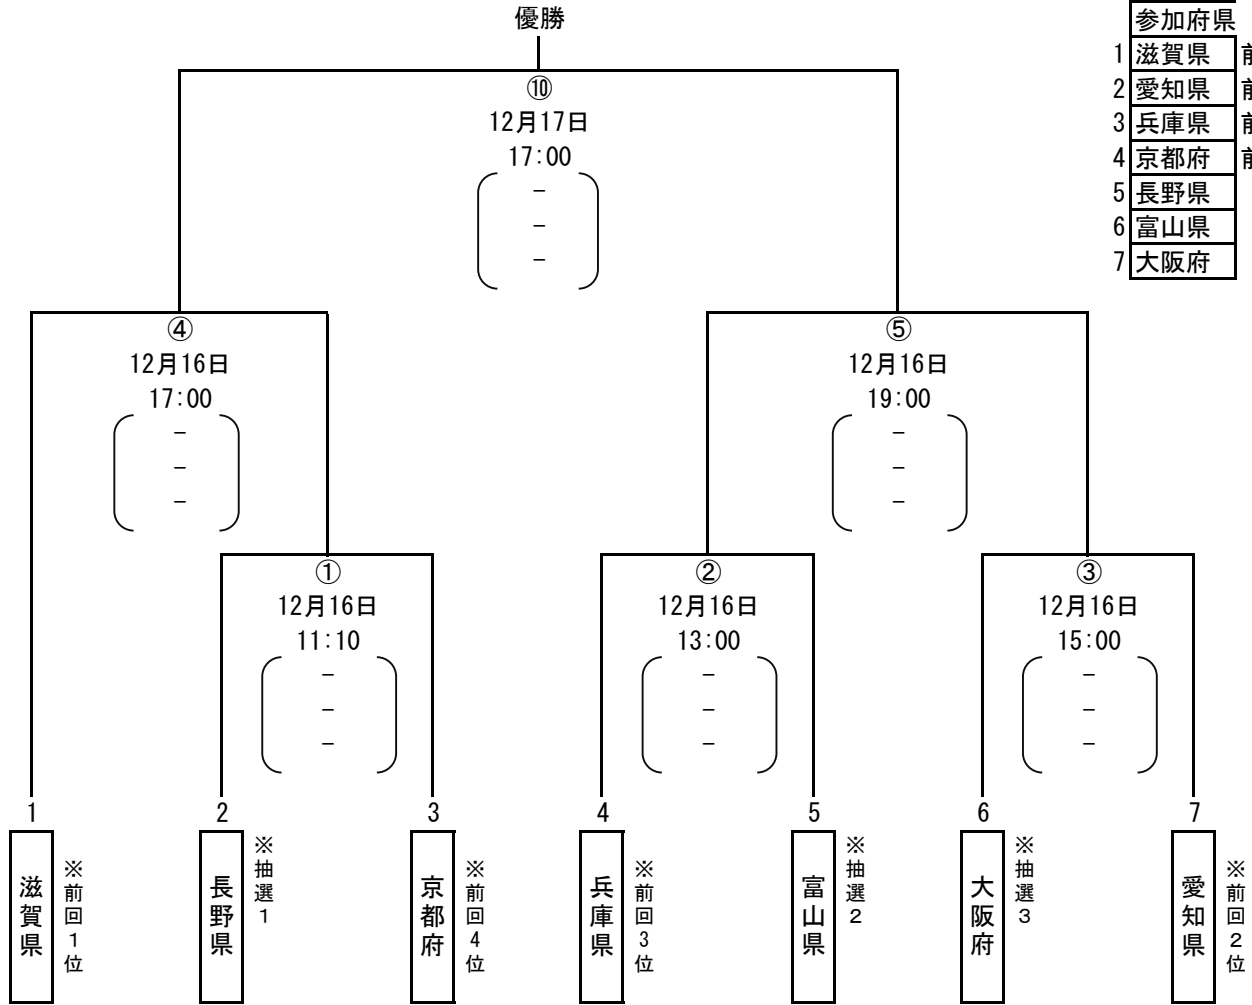 優勝
⑩
12月17日
17:00
－
－
－
参加府県
1 滋賀県 前
2 愛知県 前
3 兵庫県 前
4 京都府 前
5 長野県
6 富山県
7 大阪府
④
12月16日
17:00
－
－
－
⑤
12月16日
19:00
－
－
－
①
12月16日
11:10
－
－
－
②
12月16日
13:00
－
－
－
③
12月16日
15:00
－
－
－
1
滋賀県
※前回1位
2
長野県
※抽選1
3
京都府
※前回4位
4
兵庫県
※前回3位
5
富山県
※抽選2
6
大阪府
※抽選3
7
愛知県
※前回2位